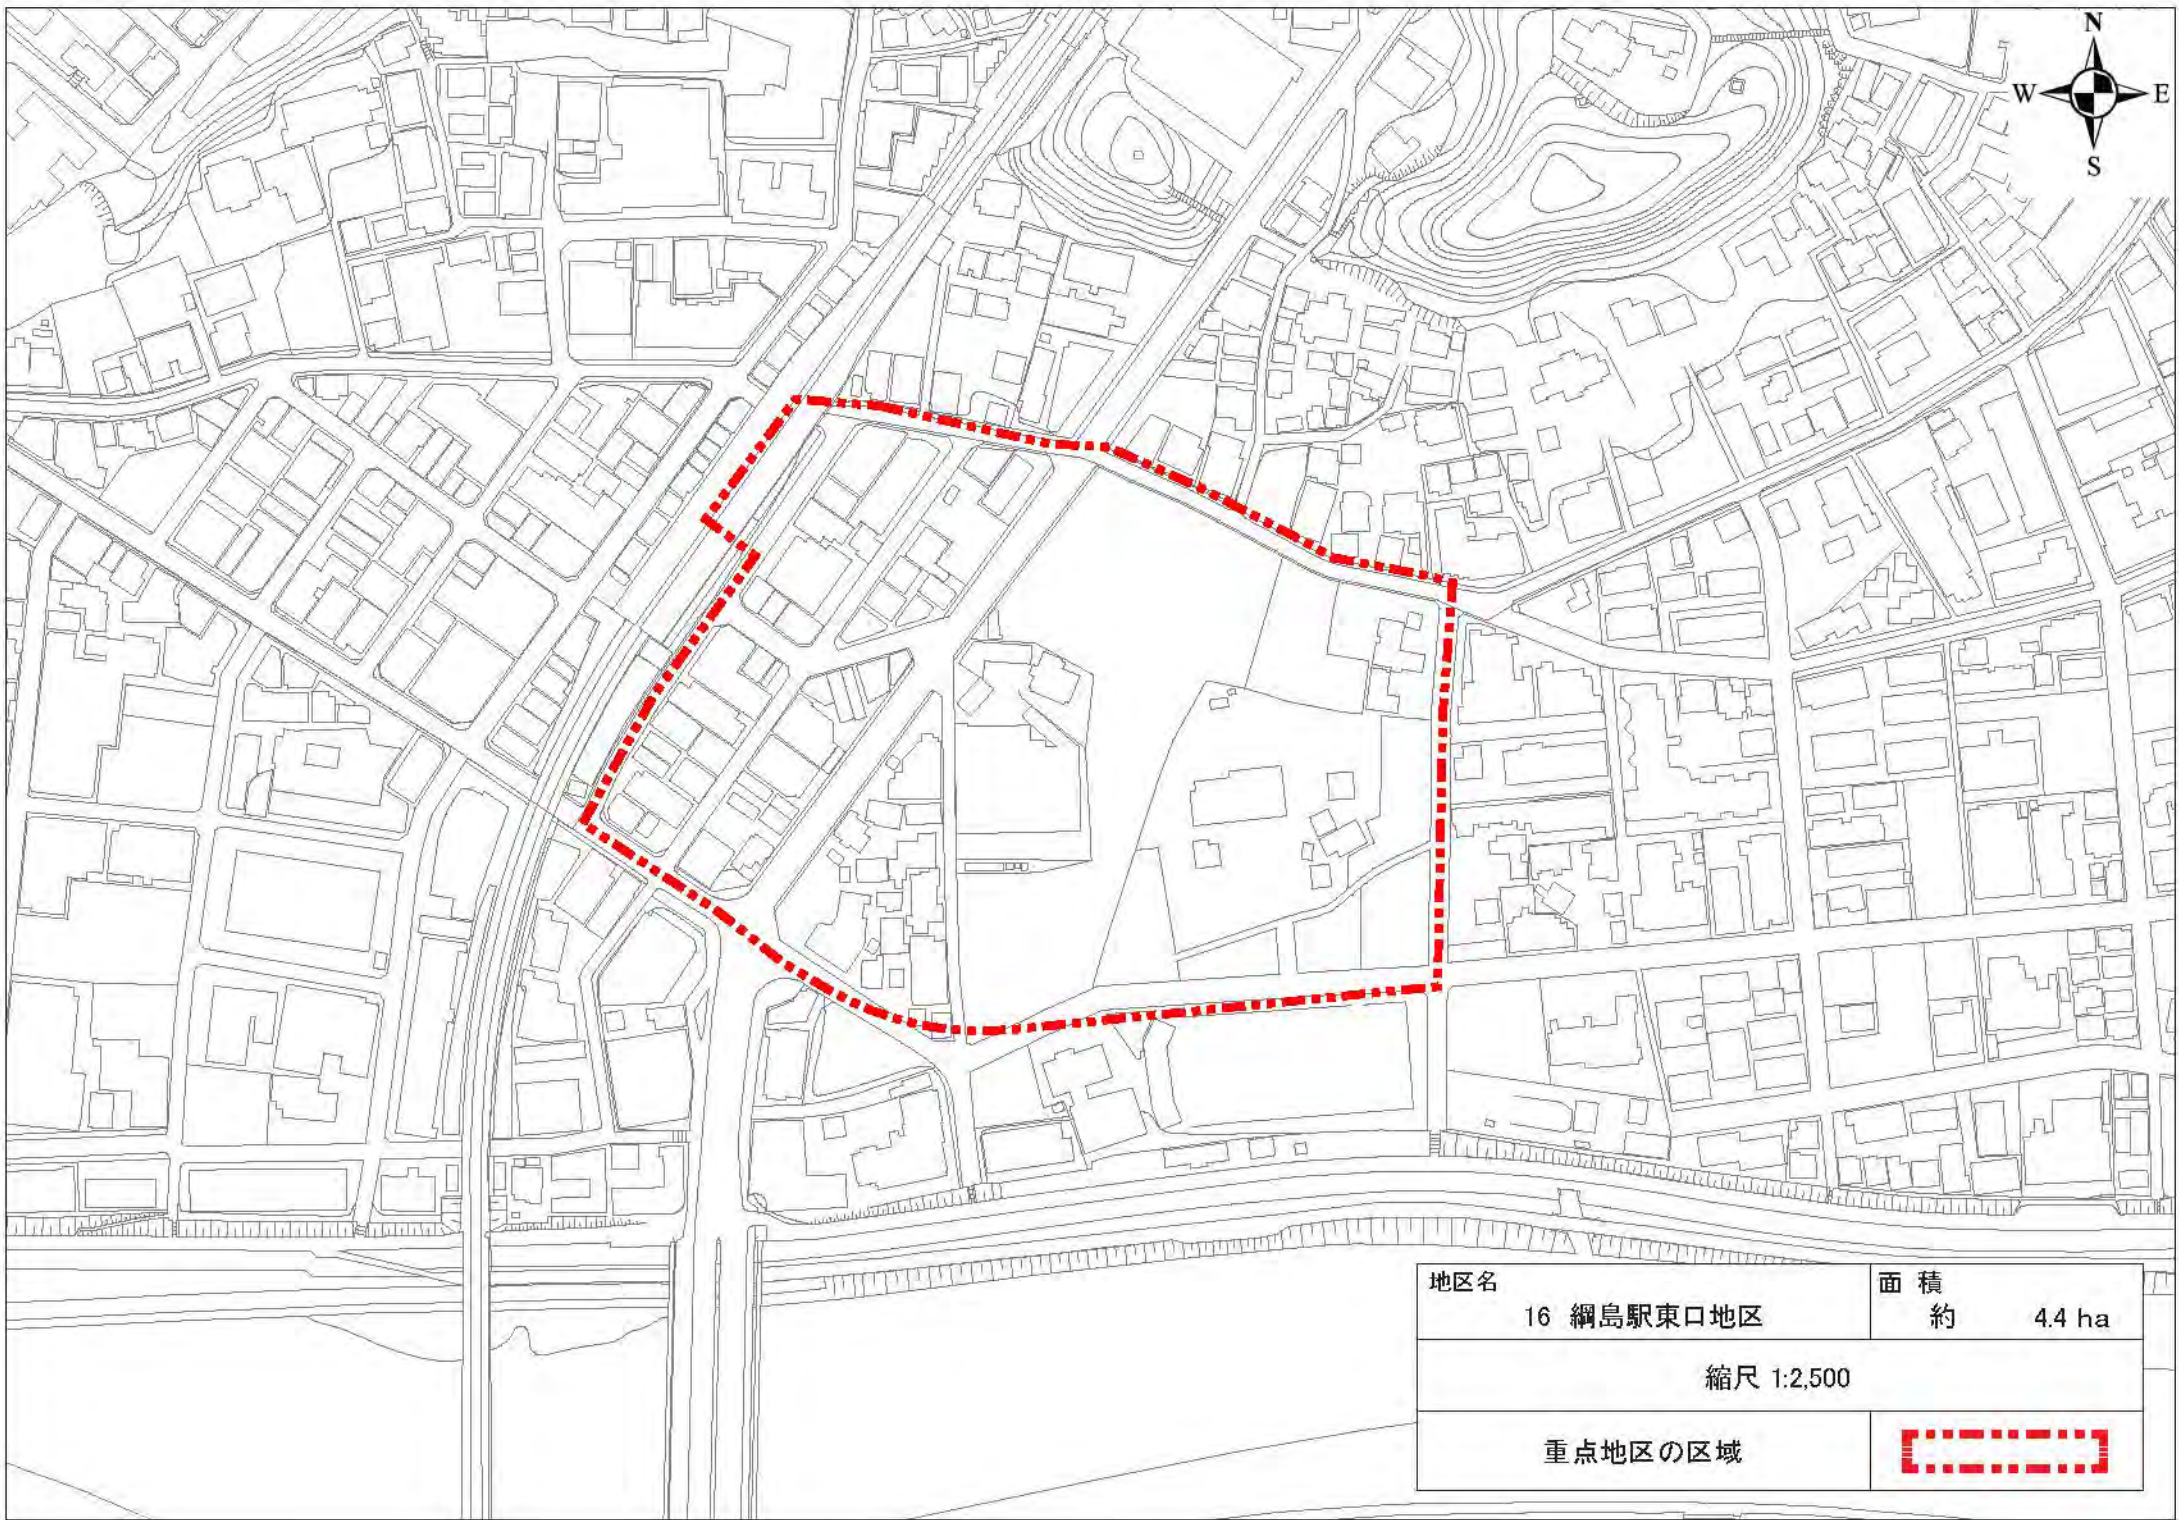 N
W E
S
地区名
16 綱島駅東口地区
面 積
約 4.4 ha
縮尺 1:2,500
重点地区の区域